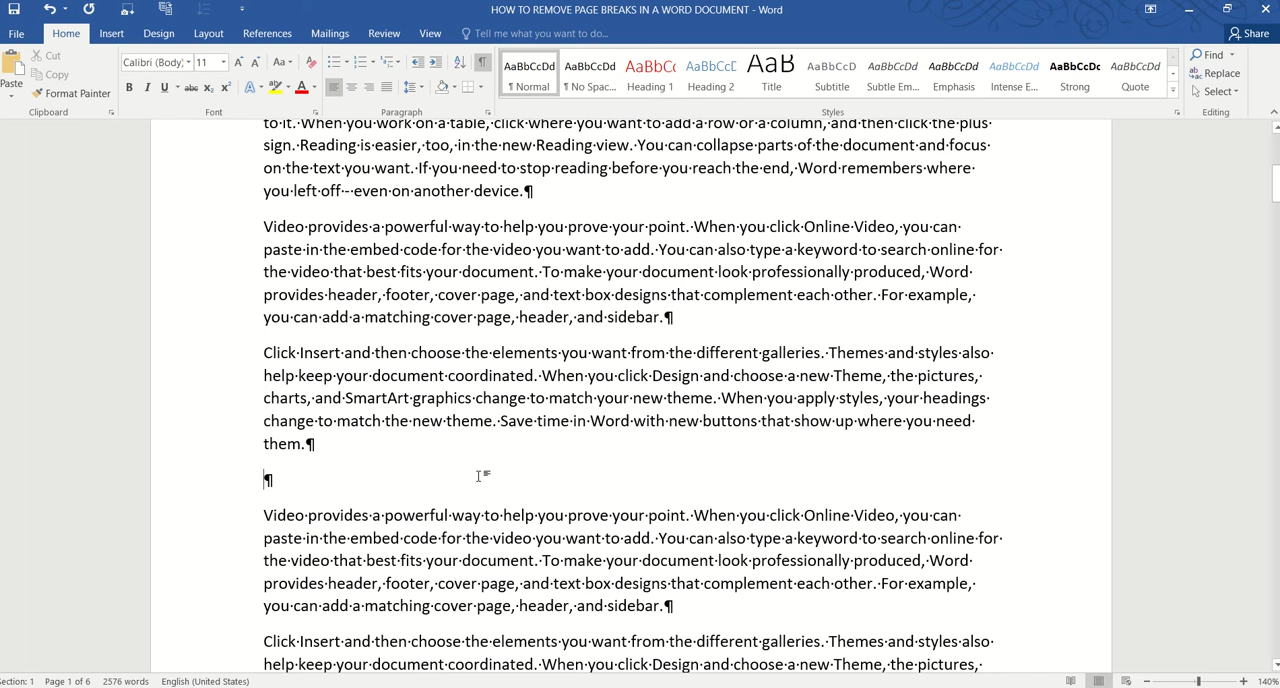 HOW TO REMOVE PAGE BREAKS IN A WORD DOCUMENT - Word
File Home Insert Design Layout References Mailings Review View Tell me what you want to do... Share
Cut
Copy
Paste
Format Painter
Clipboard
Calibri (Body) 11
Font
Paragraph
AaBbCcDd AaBbCcDd AaBbCc AaBbCcE AaB AaBbCcD AaBbCcDd AaBbCcDd AaBbCcDd AaBbCcDc AaBbCcDd
¶ Normal ¶ No Spac... Heading 1 Heading 2 Title Subtitle Subtle Em... Emphasis Intense E... Strong Quote
Styles
Find
Replace
Select
Editing
to·it.·When·you·work·on·a·table,·click·where·you·want·to·add·a·row·or·a·column,·and·then·click·the·plus·
sign.·Reading·is·easier,·too,·in·the·new·Reading·view.·You·can·collapse·parts·of·the·document·and·focus·
on·the·text·you·want.·If·you·need·to·stop·reading·before·you·reach·the·end,·Word·remembers·where·
you·left·off·-·even·on·another·device.¶
Video·provides·a·powerful·way·to·help·you·prove·your·point.·When·you·click·Online·Video,·you·can·
paste·in·the·embed·code·for·the·video·you·want·to·add.·You·can·also·type·a·keyword·to·search·online·for·
the·video·that·best·fits·your·document.·To·make·your·document·look·professionally·produced,·Word·
provides·header,·footer,·cover·page,·and·text·box·designs·that·complement·each·other.·For·example,·
you·can·add·a·matching·cover·page,·header,·and·sidebar.¶
Click·Insert·and·then·choose·the·elements·you·want·from·the·different·galleries.·Themes·and·styles·also·
help·keep·your·document·coordinated.·When·you·click·Design·and·choose·a·new·Theme,·the·pictures,·
charts,·and·SmartArt·graphics·change·to·match·your·new·theme.·When·you·apply·styles,·your·headings·
change·to·match·the·new·theme.·Save·time·in·Word·with·new·buttons·that·show·up·where·you·need·
them.¶
¶
Video·provides·a·powerful·way·to·help·you·prove·your·point.·When·you·click·Online·Video,·you·can·
paste·in·the·embed·code·for·the·video·you·want·to·add.·You·can·also·type·a·keyword·to·search·online·for·
the·video·that·best·fits·your·document.·To·make·your·document·look·professionally·produced,·Word·
provides·header,·footer,·cover·page,·and·text·box·designs·that·complement·each·other.·For·example,·
you·can·add·a·matching·cover·page,·header,·and·sidebar.¶
Click·Insert·and·then·choose·the·elements·you·want·from·the·different·galleries.·Themes·and·styles·also·
help·keep·your·document·coordinated.·When·you·click·Design·and·choose·a·new·Theme,·the·pictures,·
ection: 1 Page 1 of 6 2576 words English (United States) 140%